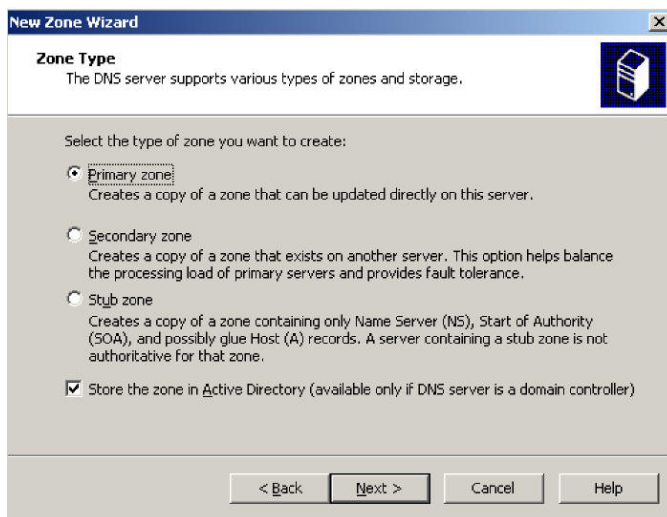 New Zone Wizard
Zone Type
The DNS server supports various types of zones and storage.
Select the type of zone you want to create:
Primary zone
Creates a copy of a zone that can be updated directly on this server.
Secondary zone
Creates a copy of a zone that exists on another server. This option helps balance
the processing load of primary servers and provides fault tolerance.
Stub zone
Creates a copy of a zone containing only Name Server (NS), Start of Authority
(SOA), and possibly glue Host (A) records. A server containing a stub zone is not
authoritative for that zone.
Store the zone in Active Directory (available only if DNS server is a domain controller)
< Back Next > Cancel Help